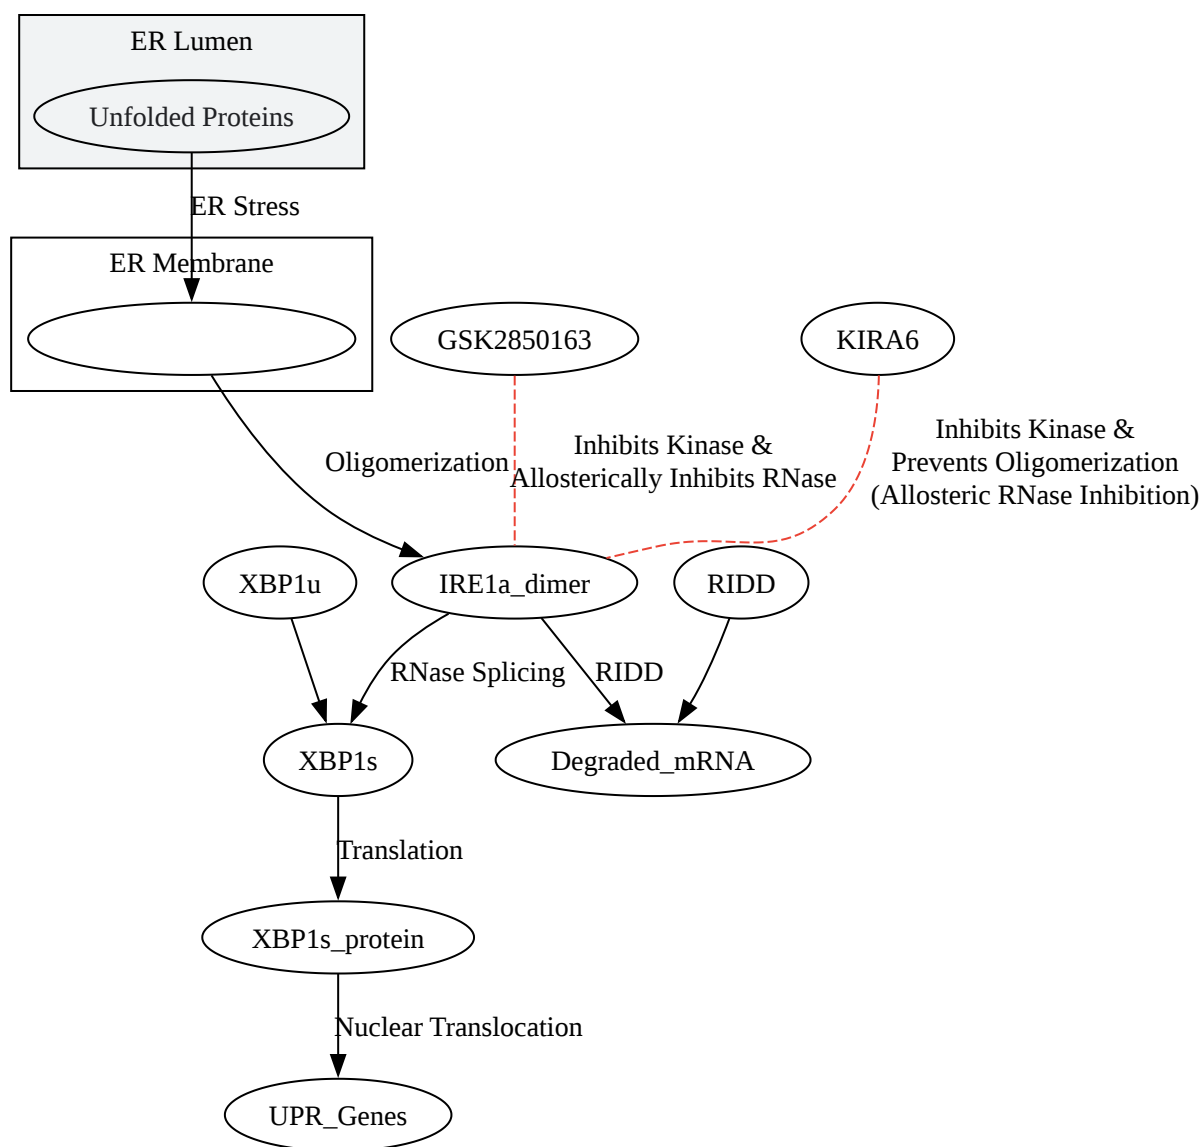 ER Lumen
Unfolded Proteins
ER Stress
ER Membrane
GSK2850163
KIRA6
Oligomerization
Inhibits Kinase &
Allosterically Inhibits RNase
Inhibits Kinase &
Prevents Oligomerization
(Allosteric RNase Inhibition)
XBP1u
IRE1a_dimer
RIDD
RNase Splicing
RIDD
XBP1s
Degraded_mRNA
Translation
XBP1s_protein
Nuclear Translocation
UPR_Genes